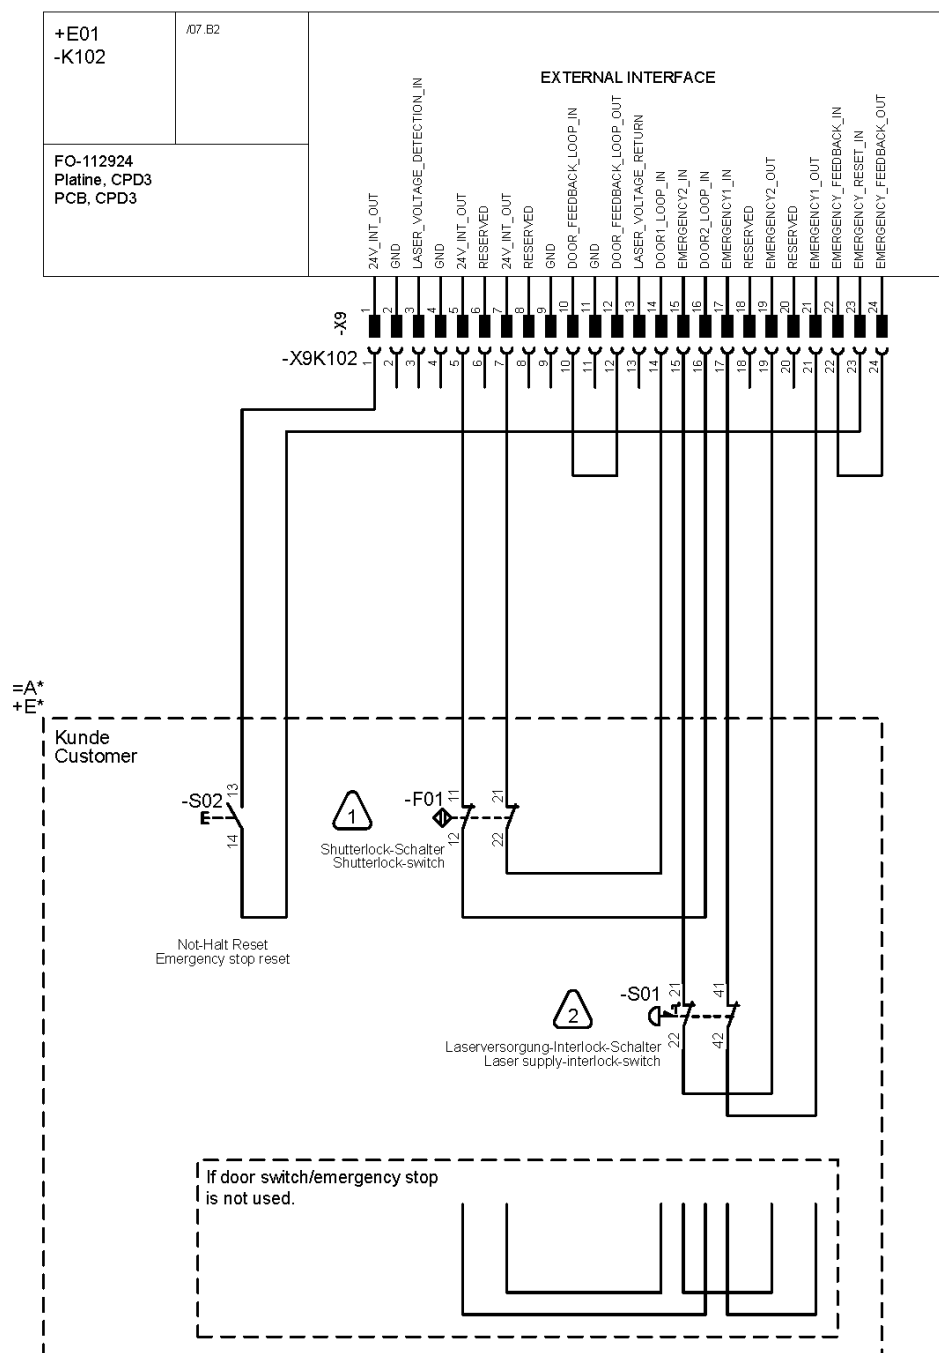 +E01
-K102
/07.B2
FO-112924
Platine, CPD3
PCB, CPD3
EXTERNAL INTERFACE
24V_INT_OUT
GND
LASER_VOLTAGE_DETECTION_IN
GND
24V_INT_OUT
RESERVED
24V_INT_OUT
RESERVED
GND
DOOR_FEEDBACK_LOOP_IN
GND
DOOR_FEEDBACK_LOOP_OUT
LASER_VOLTAGE_RETURN
DOOR1_LOOP_IN
EMERGENCY2_IN
DOOR2_LOOP_IN
EMERGENCY1_IN
RESERVED
EMERGENCY2_OUT
RESERVED
EMERGENCY1_OUT
EMERGENCY_FEEDBACK_IN
EMERGENCY_RESET_IN
EMERGENCY_FEEDBACK_OUT
-X9
1 2 3 4 5 6 7 8 9 10 11 12 13 14 15 16 17 18 19 20 21 22 23 24
-X9K102
1 2 3 4 5 6 7 8 9 10 11 12 13 14 15 16 17 18 19 20 21 22 23 24
=A*
+E*
Kunde
Customer
-S02
13
14
Not-Halt Reset
Emergency stop reset
1
Shutterlock-Schalter
Shutterlock-switch
-F01
11
12
21
22
2
Laserversorgung-Interlock-Schalter
Laser supply-interlock-switch
-S01
21
22
41
42
If door switch/emergency stop
is not used.